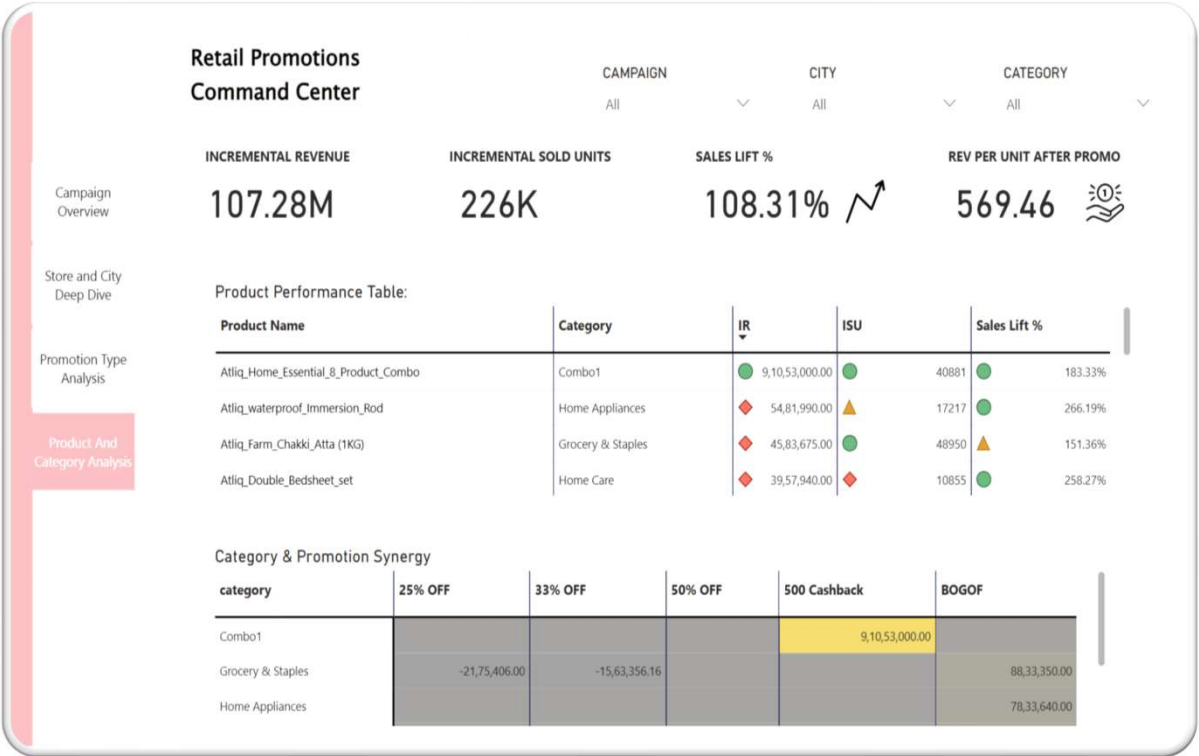 Retail Promotions
Command Center
CAMPAIGN CITY CATEGORY
All All All
INCREMENTAL REVENUE INCREMENTAL SOLD UNITS SALES LIFT % REV PER UNIT AFTER PROMO
107.28M 226K 108.31% 569.46
1
Campaign
Overview
Store and City
Deep Dive
Promotion Type
Analysis
Product And
Category Analysis
Product Performance Table:
Product Name Category IR ISU Sales Lift %
Atliq_Home_Essential_8_Product_Combo Combo1 9,10,53,000.00 40881 183.33%
Atliq_waterproof_Immersion_Rod Home Appliances 54,81,990.00 17217 266.19%
Atliq_Farm_Chakki_Atta (1KG) Grocery & Staples 45,83,675.00 48950 151.36%
Atliq_Double_Bedsheet_set Home Care 39,57,940.00 10855 258.27%
Category & Promotion Synergy
category 25% OFF 33% OFF 50% OFF 500 Cashback BOGOF
Combo1 9,10,53,000.00
Grocery & Staples -21,75,406.00 -15,63,356.16 88,33,350.00
Home Appliances 78,33,640.00